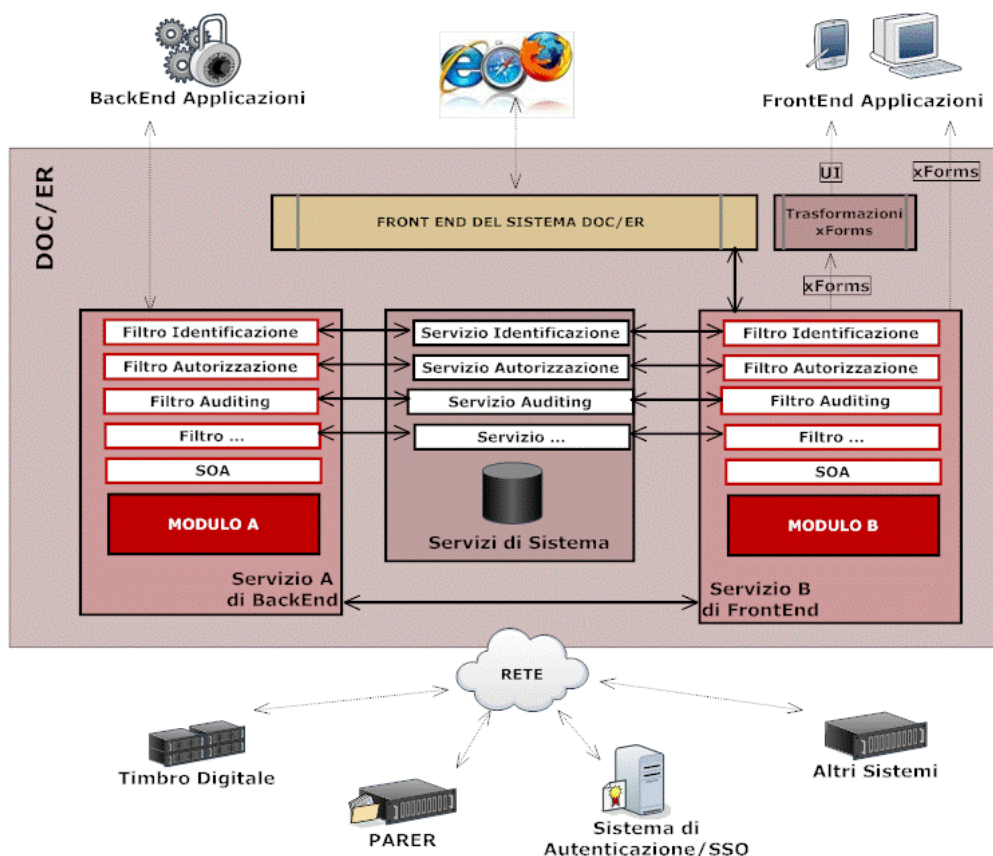 BackEnd Applicazioni
FrontEnd Applicazioni
DOC/ER
UI
xForms
FRONT END DEL SISTEMA DOC/ER
Trasformazioni
xForms
xForms
Filtro Identificazione
Servizio Identificazione
Filtro Identificazione
Filtro Autorizzazione
Servizio Autorizzazione
Filtro Autorizzazione
Filtro Auditing
Servizio Auditing
Filtro Auditing
Filtro ...
Servizio ...
Filtro ...
SOA
SOA
MODULO A
MODULO B
Servizi di Sistema
Servizio A
di BackEnd
Servizio B
di FrontEnd
RETE
Timbro Digitale
Altri Sistemi
PARER
Sistema di
Autenticazione/SSO